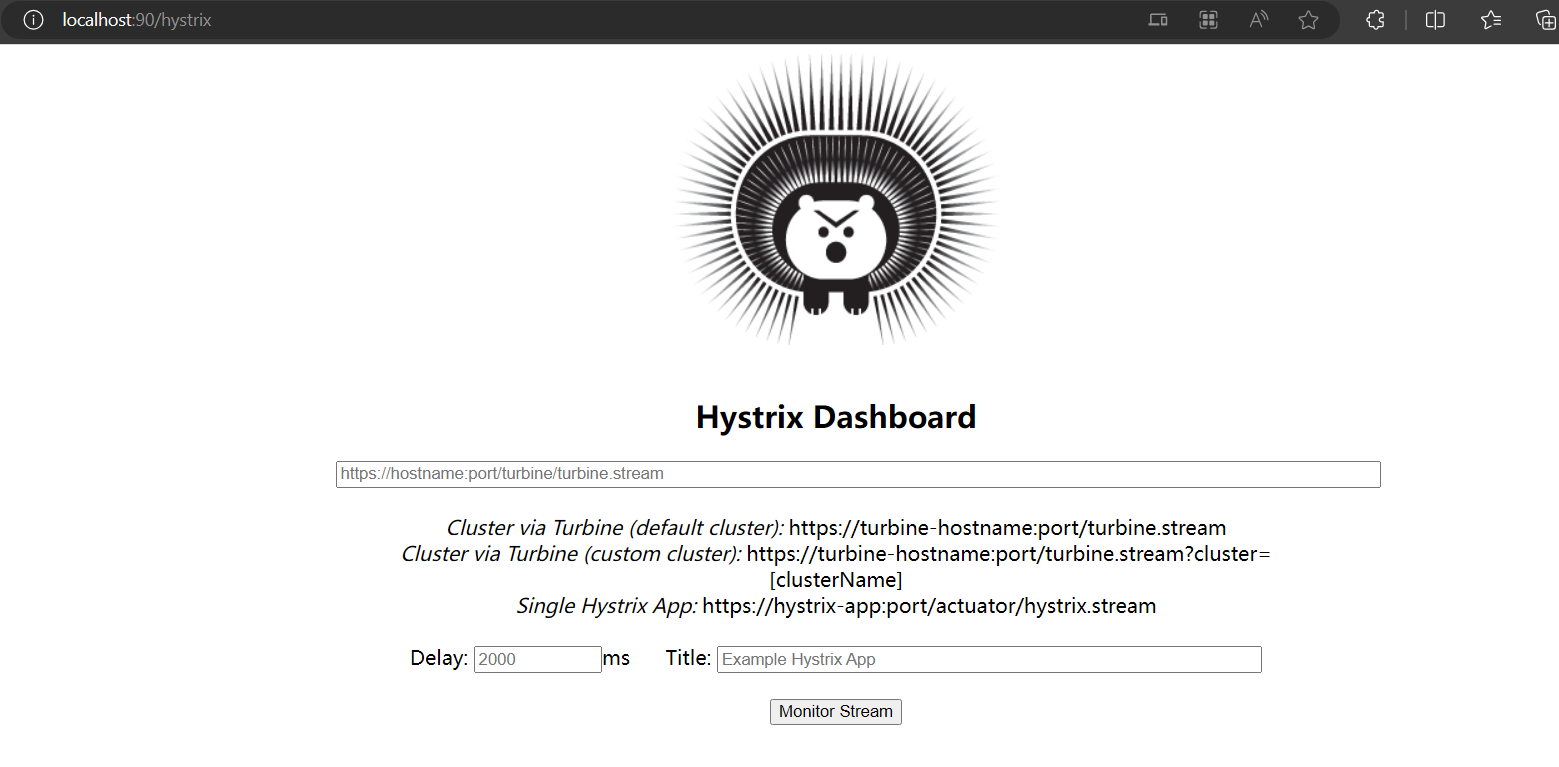 localhost:90/hystrix
Hystrix Dashboard
https://hostname:port/turbine/turbine.stream
Cluster via Turbine (default cluster): https://turbine-hostname:port/turbine.stream
Cluster via Turbine (custom cluster): https://turbine-hostname:port/turbine.stream?cluster=
[clusterName]
Single Hystrix App: https://hystrix-app:port/actuator/hystrix.stream
Delay: 2000 ms Title: Example Hystrix App
Monitor Stream